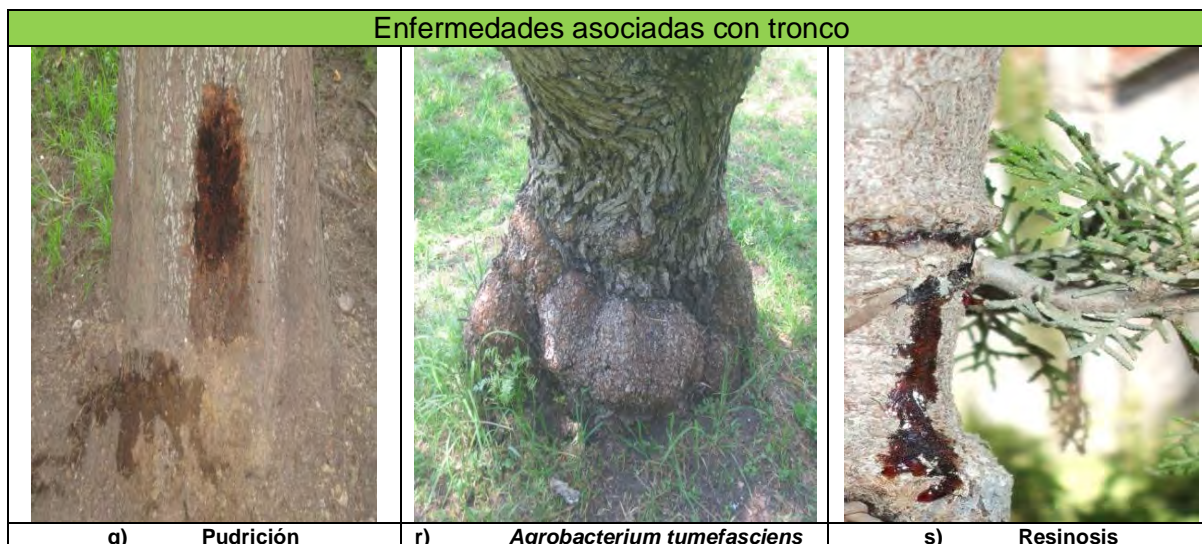 Enfermedades asociadas con tronco
q) Pudrición
r) Agrobacterium tumefasciens
s) Resinosis